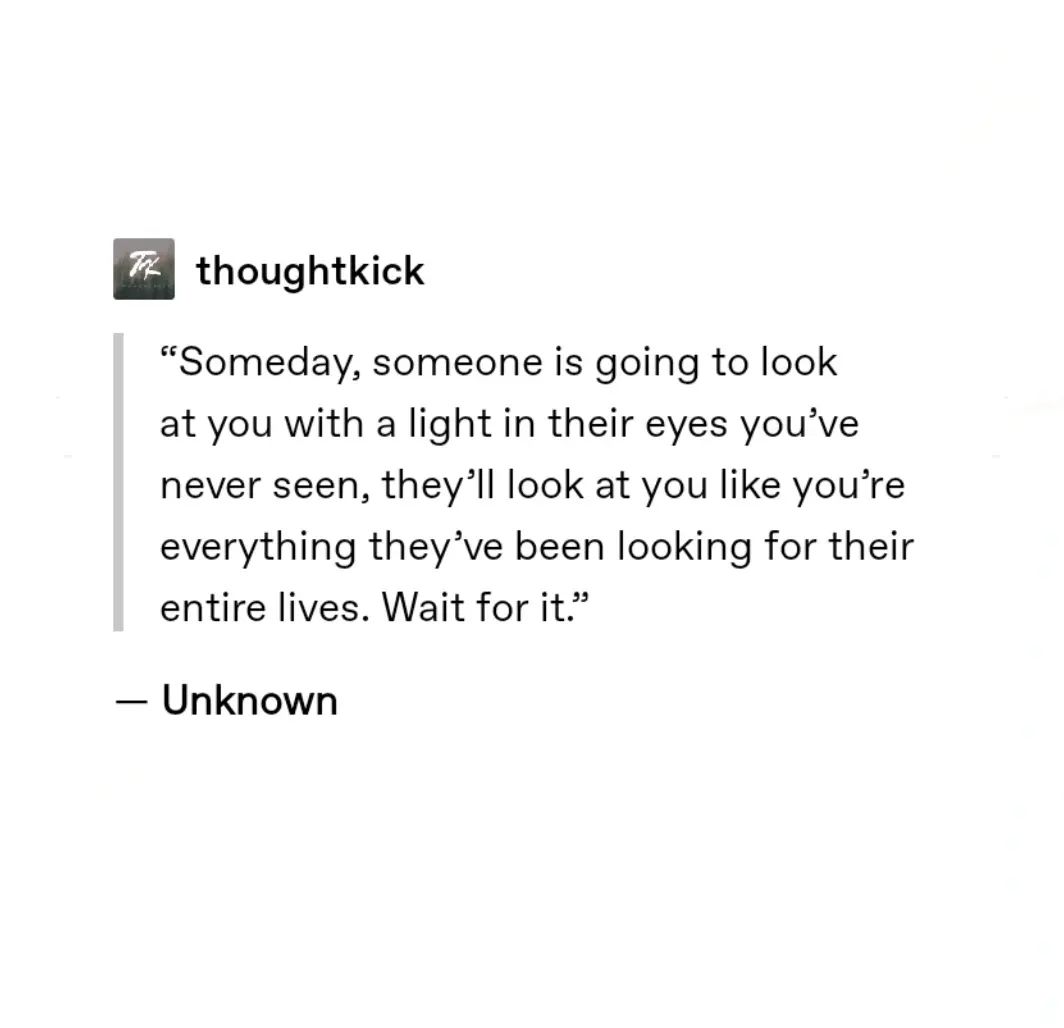 thoughtkick
“Someday, someone is going to look
at you with a light in their eyes you’ve
never seen, they’ll look at you like you’re
everything they’ve been looking for their
entire lives. Wait for it.”
— Unknown